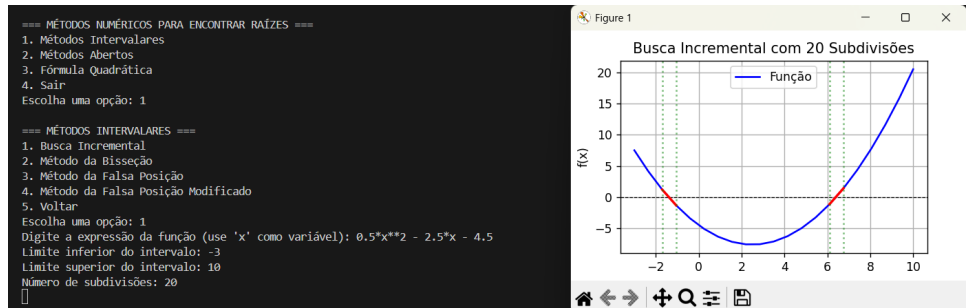 === MÉTODOS NUMÉRICOS PARA ENCONTRAR RAÍZES ===
1. Métodos Intervalares
2. Métodos Abertos
3. Fórmula Quadrática
4. Sair
Escolha uma opção: 1
=== MÉTODOS INTERVALARES ===
1. Busca Incremental
2. Método da Bisseção
3. Método da Falsa Posição
4. Método da Falsa Posição Modificado
5. Voltar
Escolha uma opção: 1
Digite a expressão da função (use 'x' como variável): 0.5*x**2 - 2.5*x - 4.5
Limite inferior do intervalo: -3
Limite superior do intervalo: 10
Número de subdivisões: 20
Figure 1
Busca Incremental com 20 Subdivisões
Função
f(x)
20
15
10
5
0
−5
−2 0 2 4 6 8 10